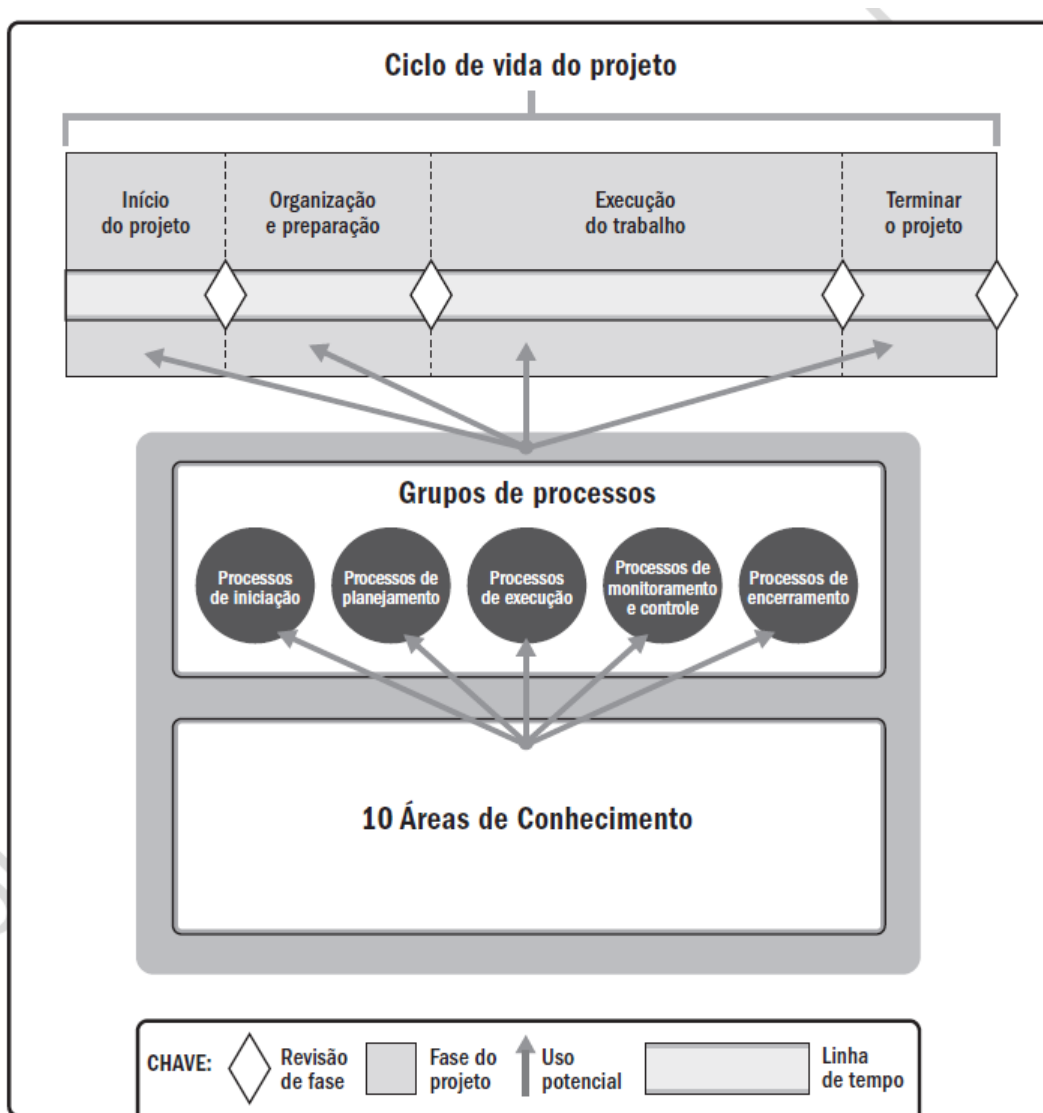 Ciclo de vida do projeto
Início
do projeto
Organização
e preparação
Execução
do trabalho
Terminar
o projeto
Grupos de processos
Processos
de iniciação
Processos de
planejamento
Processos
de execução
Processos de
monitoramento
e controle
Processos de
encerramento
10 Áreas de Conhecimento
CHAVE:
Revisão
de fase
Fase do
projeto
Uso
potencial
Linha
de tempo